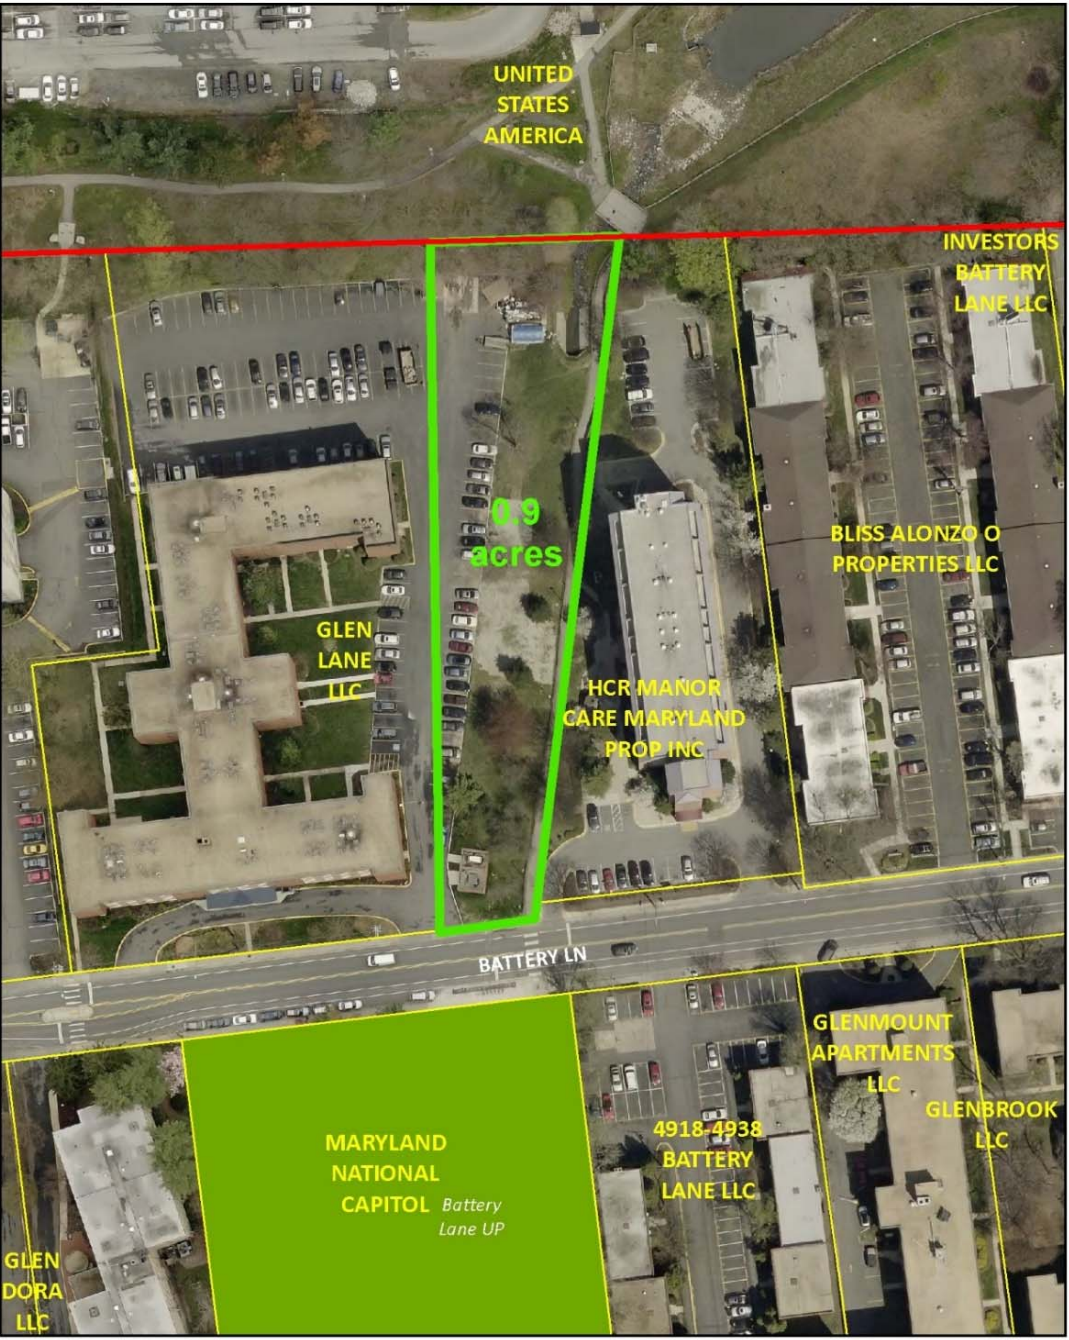 UNITED
STATES
AMERICA
INVESTORS
BATTERY
LANE LLC
0.9
acres
BLISS ALONZO O
PROPERTIES LLC
GLEN
LANE
LLC
HCR MANOR
CARE MARYLAND
PROP INC
BATTERY LN
GLENMOUNT
APARTMENTS
LLC
GLENBROOK
LLC
4918-4938
BATTERY
LANE LLC
MARYLAND
NATIONAL
CAPITOL
Battery
Lane UP
GLEN
DORA
LLC